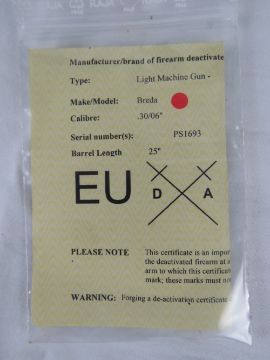 Manufacturer/brand of firearm deactivate
Type: Light Machine Gun -
Make/Model: Breda
Calibre: .30/06"
Serial number(s): PS1693
Barrel Length 25"
EU D A
PLEASE NOTE This certificate is an impor
the deactivated firearm at a
arm to which this certificat
mark; these marks must not
WARNING: Forging a de-activation certificate